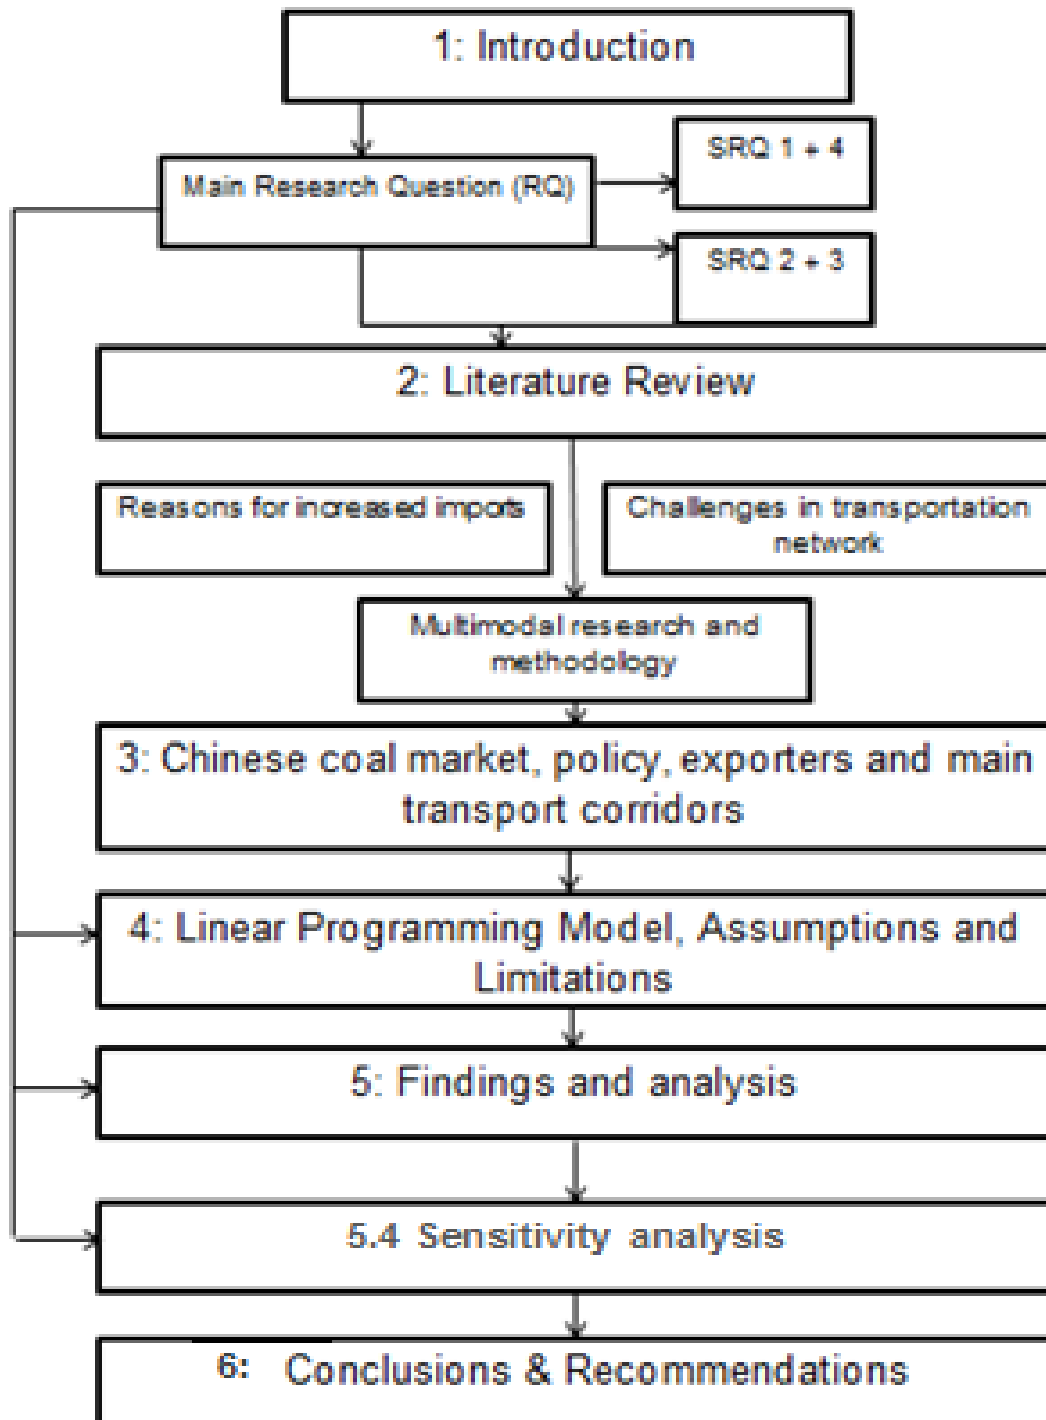 1: Introduction
SRQ 1 + 4
Main Research Question (RQ)
SRQ 2 + 3
2: Literature Review
Reasons for increased imports
Challenges in transportation
network
Multimodal research and
methodology
3: Chinese coal market, policy, exporters and main
transport corridors
4: Linear Programming Model, Assumptions and
Limitations
5: Findings and analysis
5.4 Sensitivity analysis
6: Conclusions & Recommendations